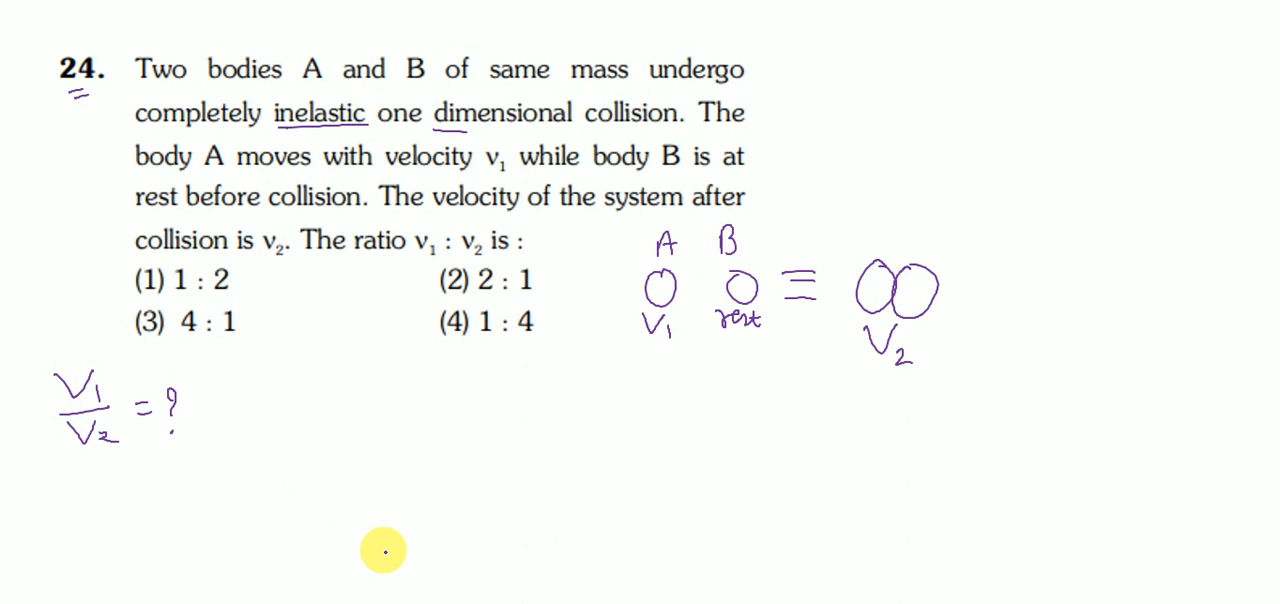 24. Two bodies A and B of same mass undergo
completely inelastic one dimensional collision. The
body A moves with velocity v₁ while body B is at
rest before collision. The velocity of the system after
collision is v₂. The ratio v₁ : v₂ is :
(1) 1 : 2 (2) 2 : 1
(3) 4 : 1 (4) 1 : 4
A B
V₁ rest
V₂
V₁/V₂ = ?